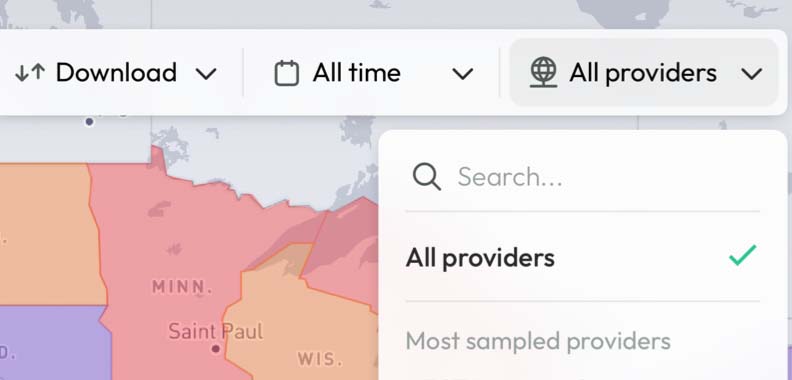 Download
All time
All providers
Search...
All providers
MINN.
Most sampled providers
Saint Paul
D.
WIS.